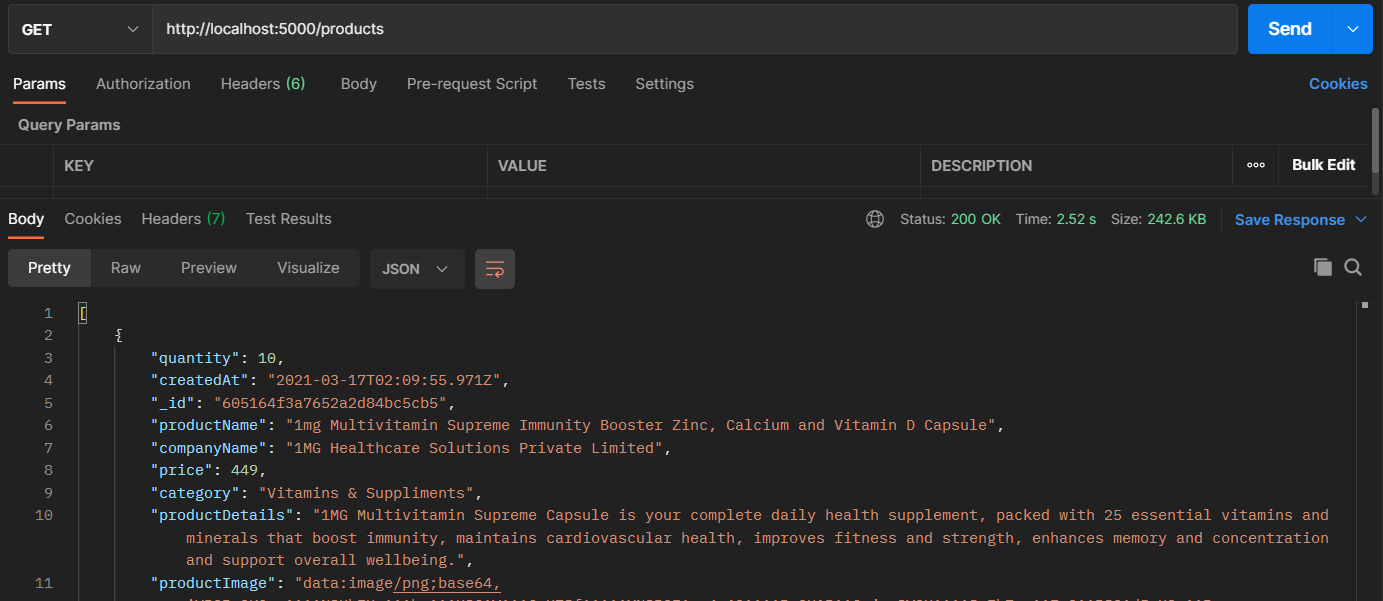 GET http://localhost:5000/products Send
Params Authorization Headers (6) Body Pre-request Script Tests Settings Cookies
Query Params
KEY VALUE DESCRIPTION ooo Bulk Edit
Body Cookies Headers (7) Test Results Status: 200 OK Time: 2.52 s Size: 242.6 KB Save Response
Pretty Raw Preview Visualize JSON
1 [
2 {
3 "quantity": 10,
4 "createdAt": "2021-03-17T02:09:55.971Z",
5 "_id": "605164f3a7652a2d84bc5cb5",
6 "productName": "1mg Multivitamin Supreme Immunity Booster Zinc, Calcium and Vitamin D Capsule",
7 "companyName": "1MG Healthcare Solutions Private Limited",
8 "price": 449,
9 "category": "Vitamins & Suppliments",
10 "productDetails": "1MG Multivitamin Supreme Capsule is your complete daily health supplement, packed with 25 essential vitamins and
minerals that boost immunity, maintains cardiovascular health, improves fitness and strength, enhances memory and concentration
and support overall wellbeing.",
11 "productImage": "data:image/png;base64,